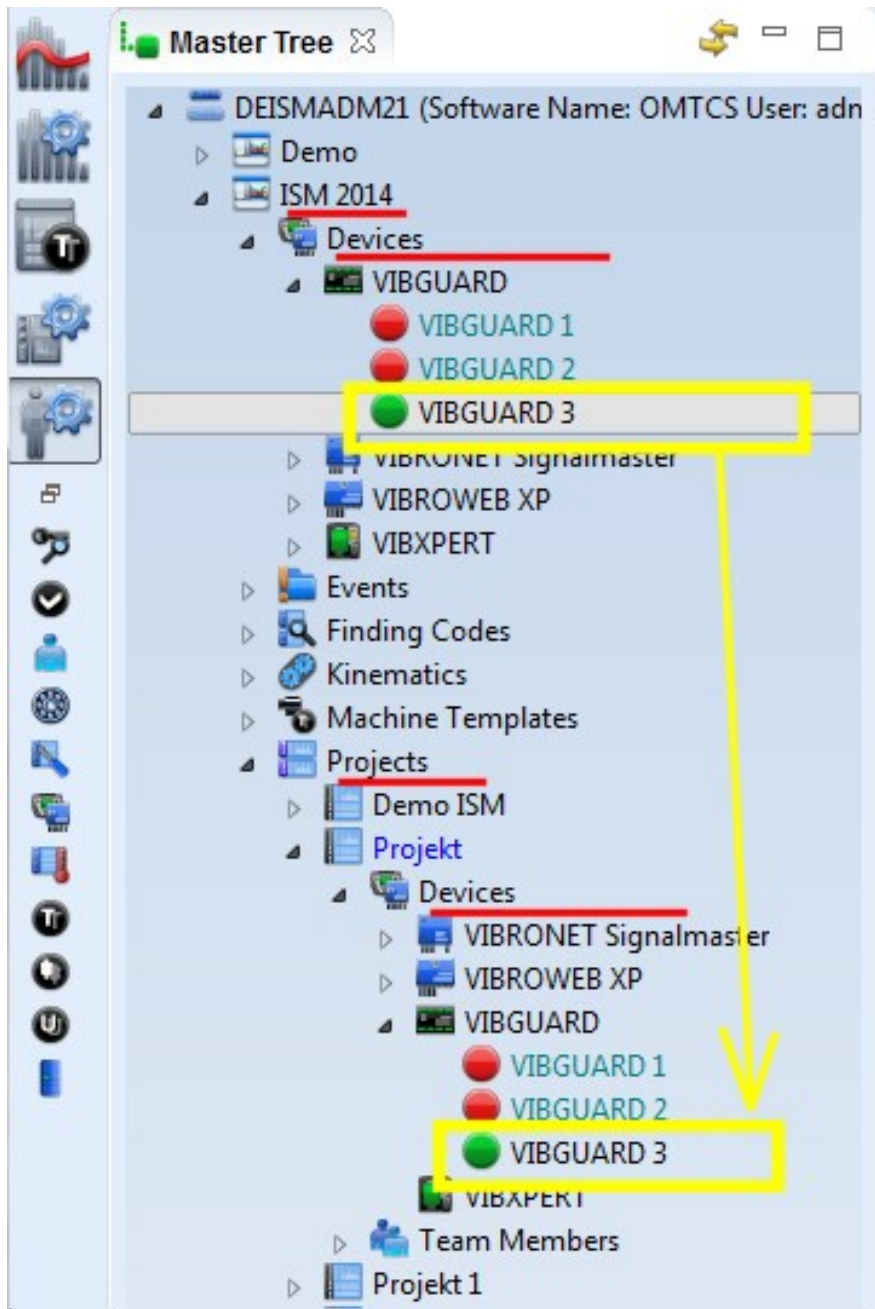 Master Tree
DEISMADM21 (Software Name: OMTCS User: adn
Demo
ISM 2014
Devices
VIBGUARD
VIBGUARD 1
VIBGUARD 2
VIBGUARD 3
VIBRONET Signalmaster
VIBROWEB XP
VIBXPERT
Events
Finding Codes
Kinematics
Machine Templates
Projects
Demo ISM
Projekt
Devices
VIBRONET Signalmaster
VIBROWEB XP
VIBGUARD
VIBGUARD 1
VIBGUARD 2
VIBGUARD 3
VIBXPERT
Team Members
Projekt 1